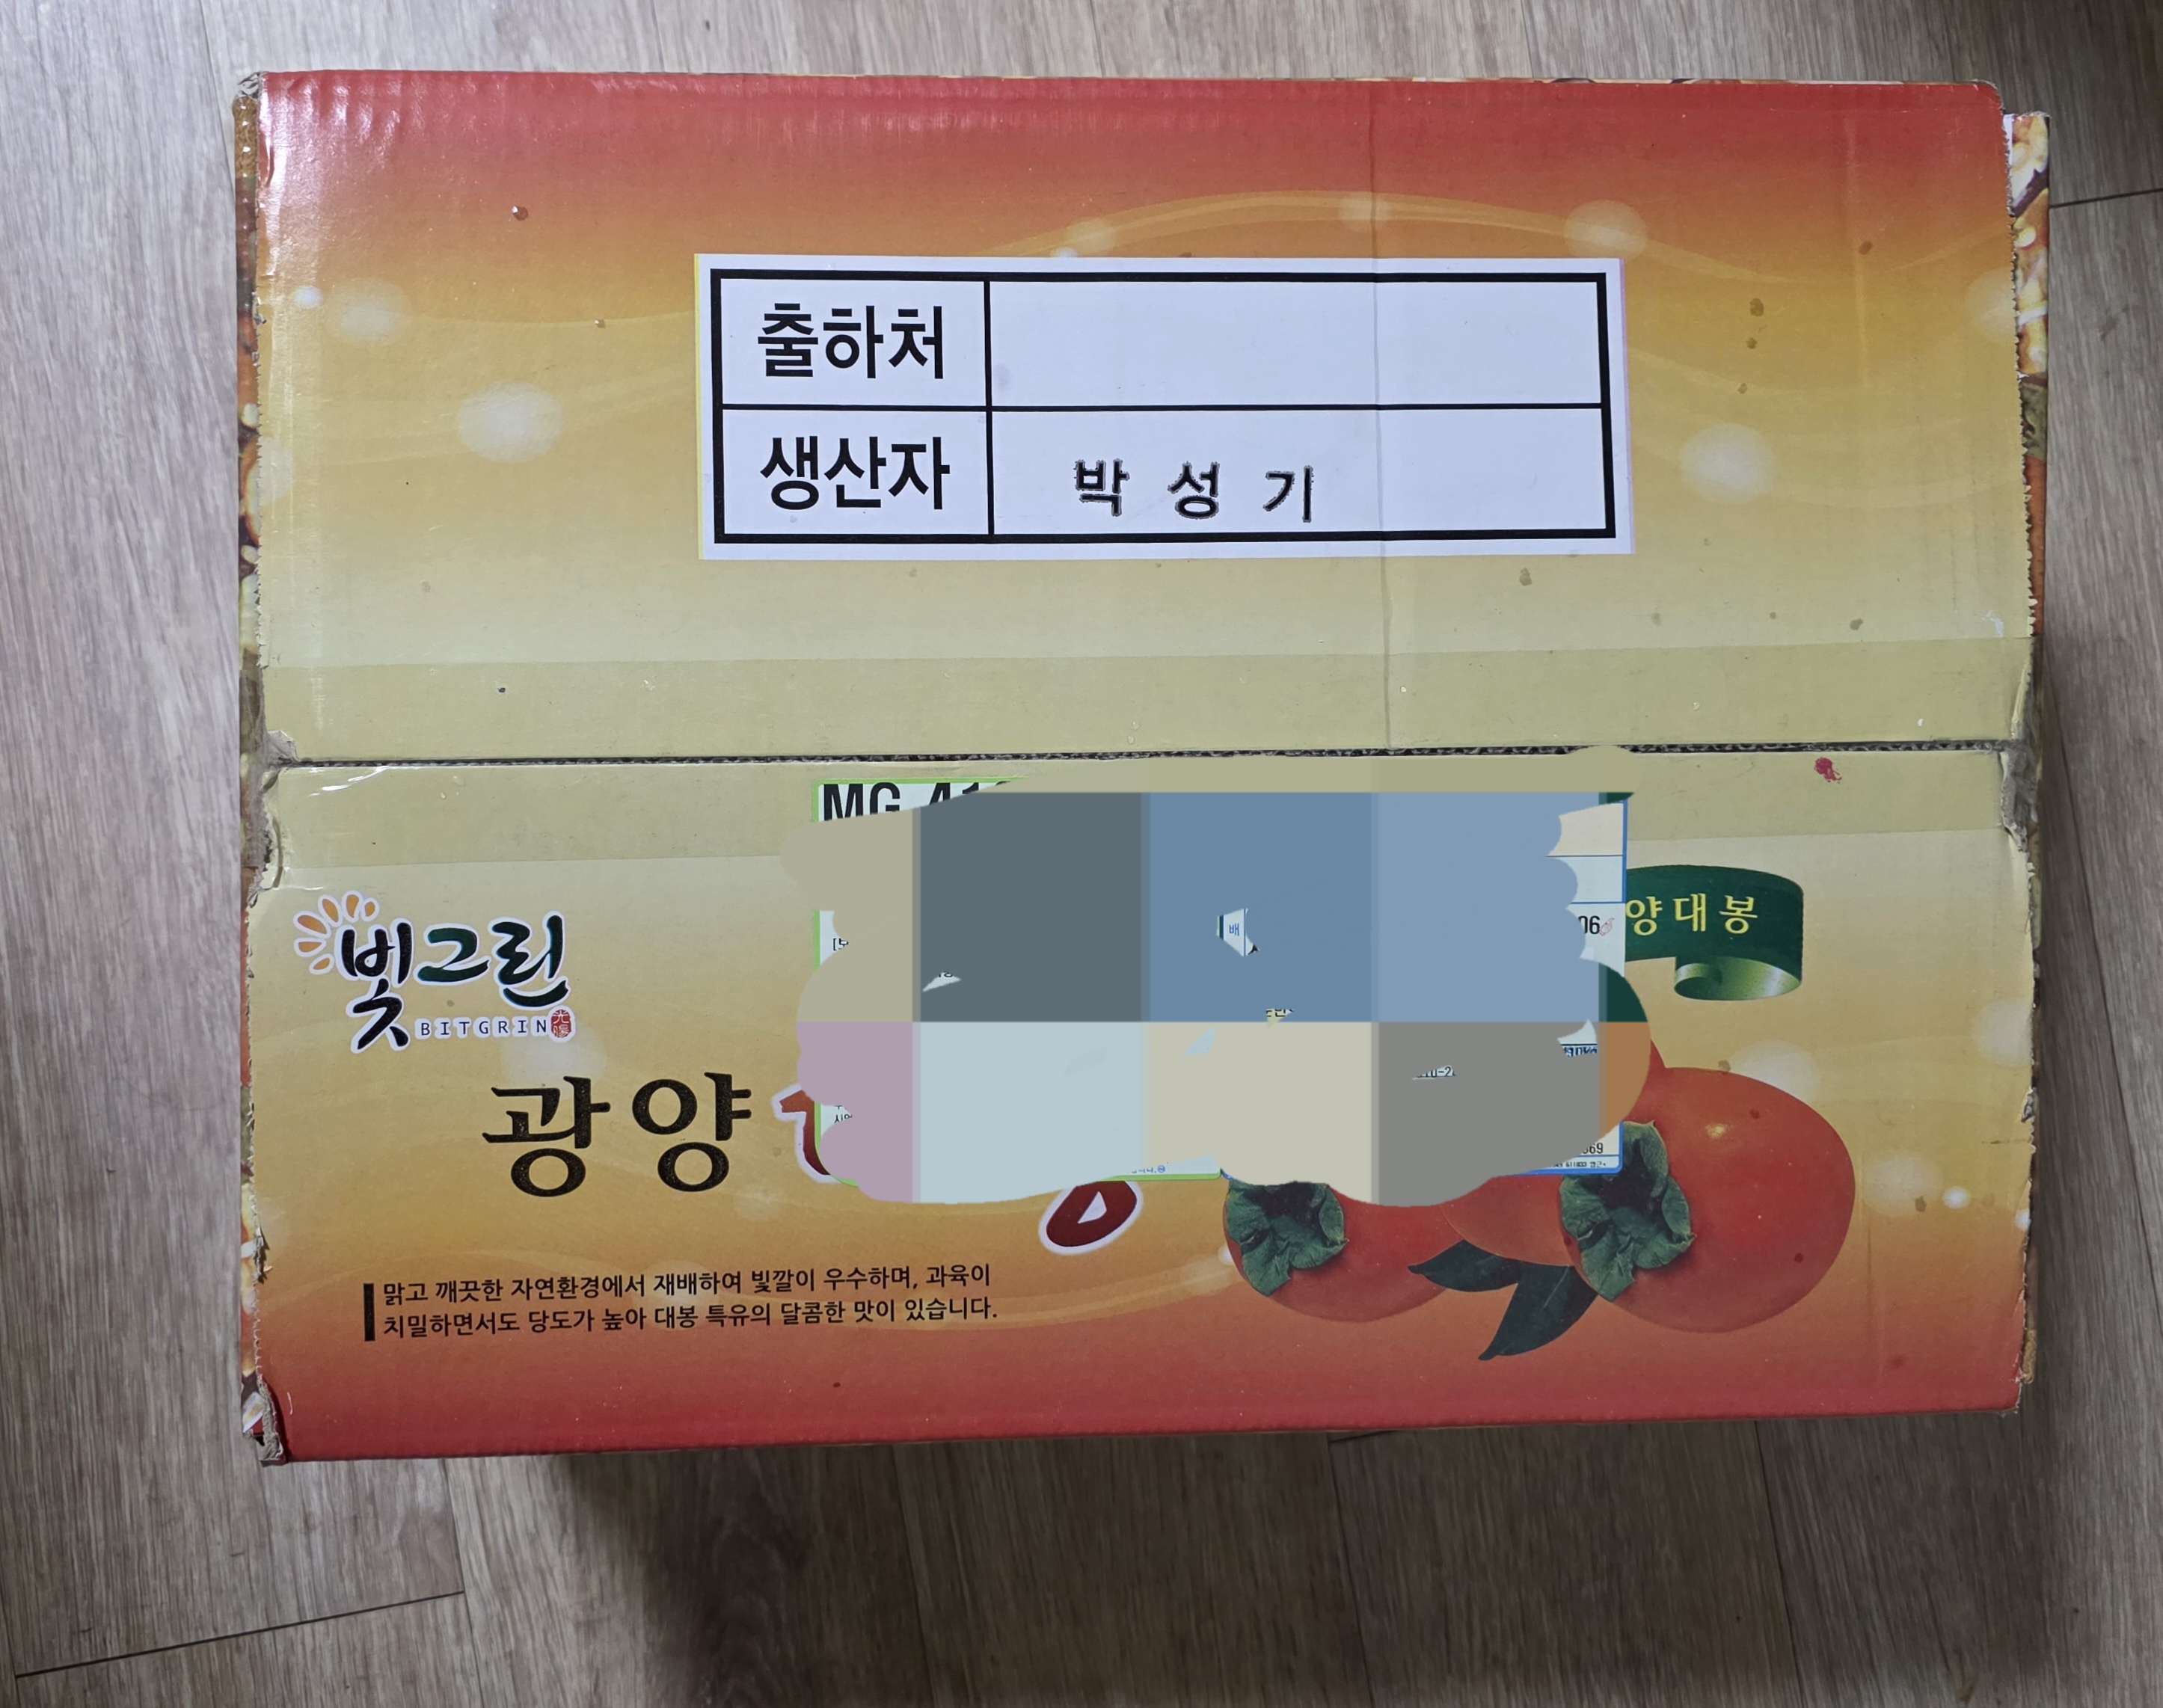 출하처
생산자 박 성 기
MG
빛그린
BITGRIN
양대봉
06
광양
69
맑고 깨끗한 자연환경에서 재배하여 빛깔이 우수하며, 과육이
치밀하면서도 당도가 높아 대봉 특유의 달콤한 맛이 있습니다.